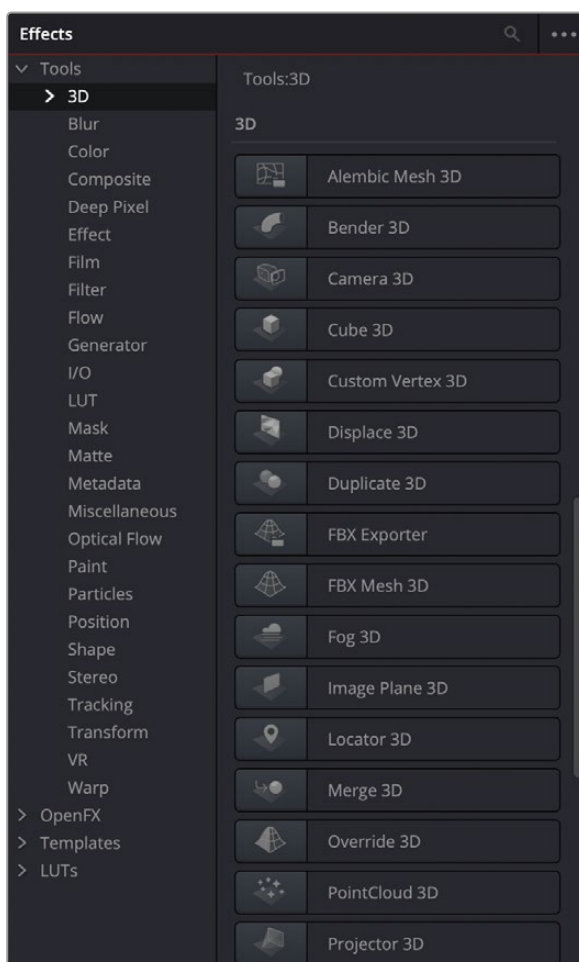 Effects
Tools
3D
Blur
Color
Composite
Deep Pixel
Effect
Film
Filter
Flow
Generator
I/O
LUT
Mask
Matte
Metadata
Miscellaneous
Optical Flow
Paint
Particles
Position
Shape
Stereo
Tracking
Transform
VR
Warp
OpenFX
Templates
LUTs
Tools:3D
3D
Alembic Mesh 3D
Bender 3D
Camera 3D
Cube 3D
Custom Vertex 3D
Displace 3D
Duplicate 3D
FBX Exporter
FBX Mesh 3D
Fog 3D
Image Plane 3D
Locator 3D
Merge 3D
Override 3D
PointCloud 3D
Projector 3D